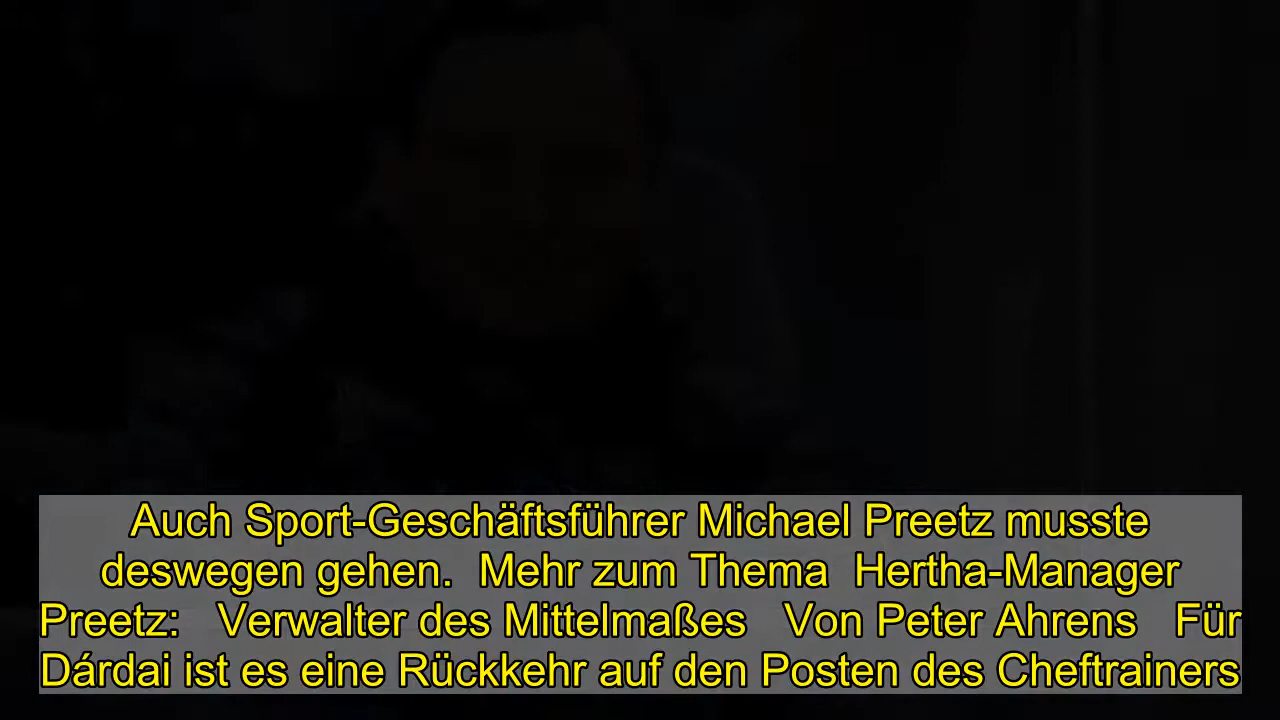 Auch Sport-Geschäftsführer Michael Preetz musste
deswegen gehen.  Mehr zum Thema  Hertha-Manager
Preetz:   Verwalter des Mittelmaßes   Von Peter Ahrens   Für
Dárdai ist es eine Rückkehr auf den Posten des Cheftrainers